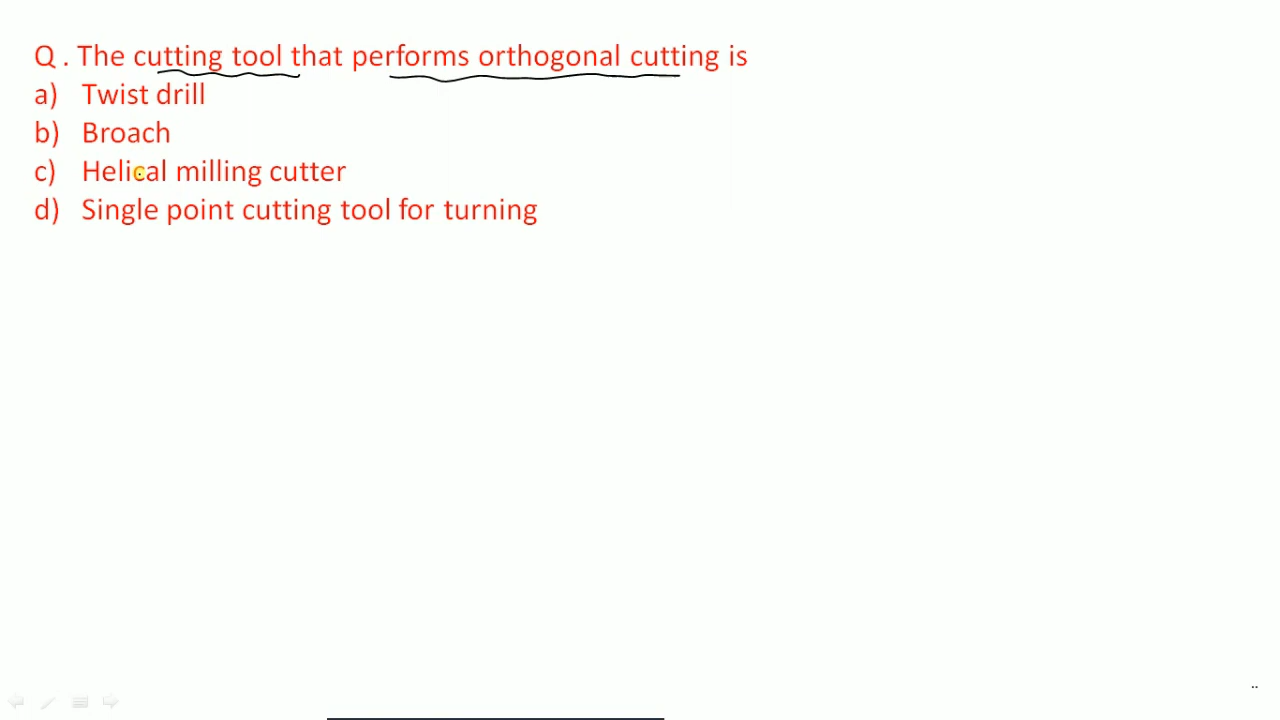 Q . The cutting tool that performs orthogonal cutting is
a) Twist drill
b) Broach
c) Helical milling cutter
d) Single point cutting tool for turning